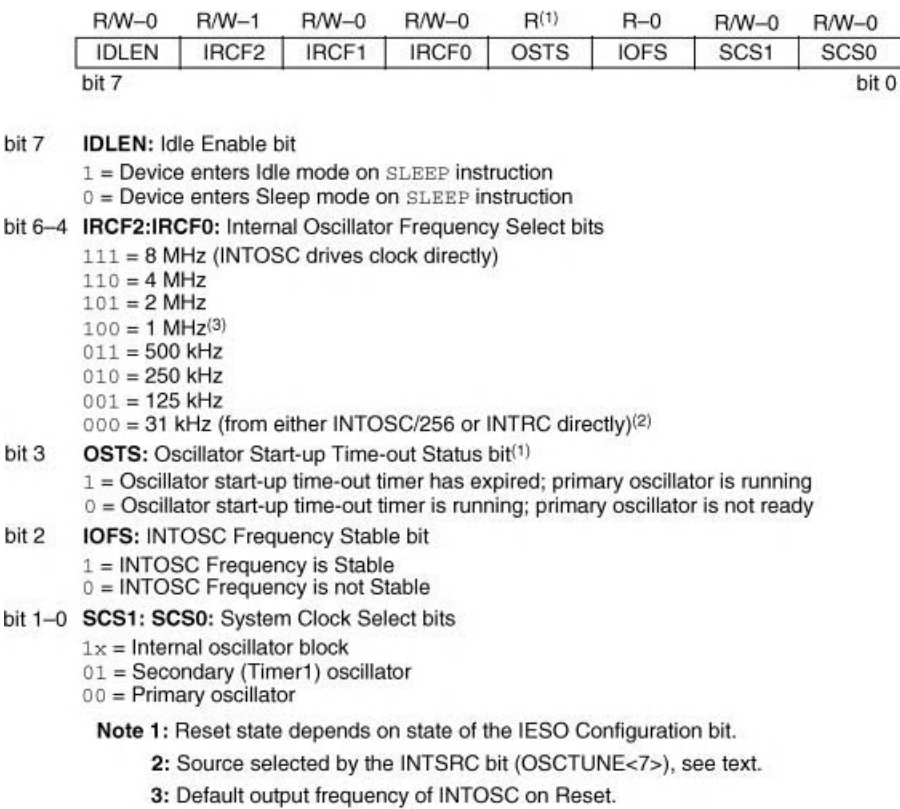 R/W–0 R/W–1 R/W–0 R/W–0 R(1) R–0 R/W–0 R/W–0
IDLEN IRCF2 IRCF1 IRCF0 OSTS IOFS SCS1 SCS0
bit 7 bit 0
bit 7 IDLEN: Idle Enable bit
1 = Device enters Idle mode on SLEEP instruction
0 = Device enters Sleep mode on SLEEP instruction
bit 6–4 IRCF2:IRCF0: Internal Oscillator Frequency Select bits
111 = 8 MHz (INTOSC drives clock directly)
110 = 4 MHz
101 = 2 MHz
100 = 1 MHz(3)
011 = 500 kHz
010 = 250 kHz
001 = 125 kHz
000 = 31 kHz (from either INTOSC/256 or INTRC directly)(2)
bit 3 OSTS: Oscillator Start-up Time-out Status bit(1)
1 = Oscillator start-up time-out timer has expired; primary oscillator is running
0 = Oscillator start-up time-out timer is running; primary oscillator is not ready
bit 2 IOFS: INTOSC Frequency Stable bit
1 = INTOSC Frequency is Stable
0 = INTOSC Frequency is not Stable
bit 1–0 SCS1: SCS0: System Clock Select bits
1x = Internal oscillator block
01 = Secondary (Timer1) oscillator
00 = Primary oscillator
Note 1: Reset state depends on state of the IESO Configuration bit.
2: Source selected by the INTSRC bit (OSCTUNE<7>), see text.
3: Default output frequency of INTOSC on Reset.